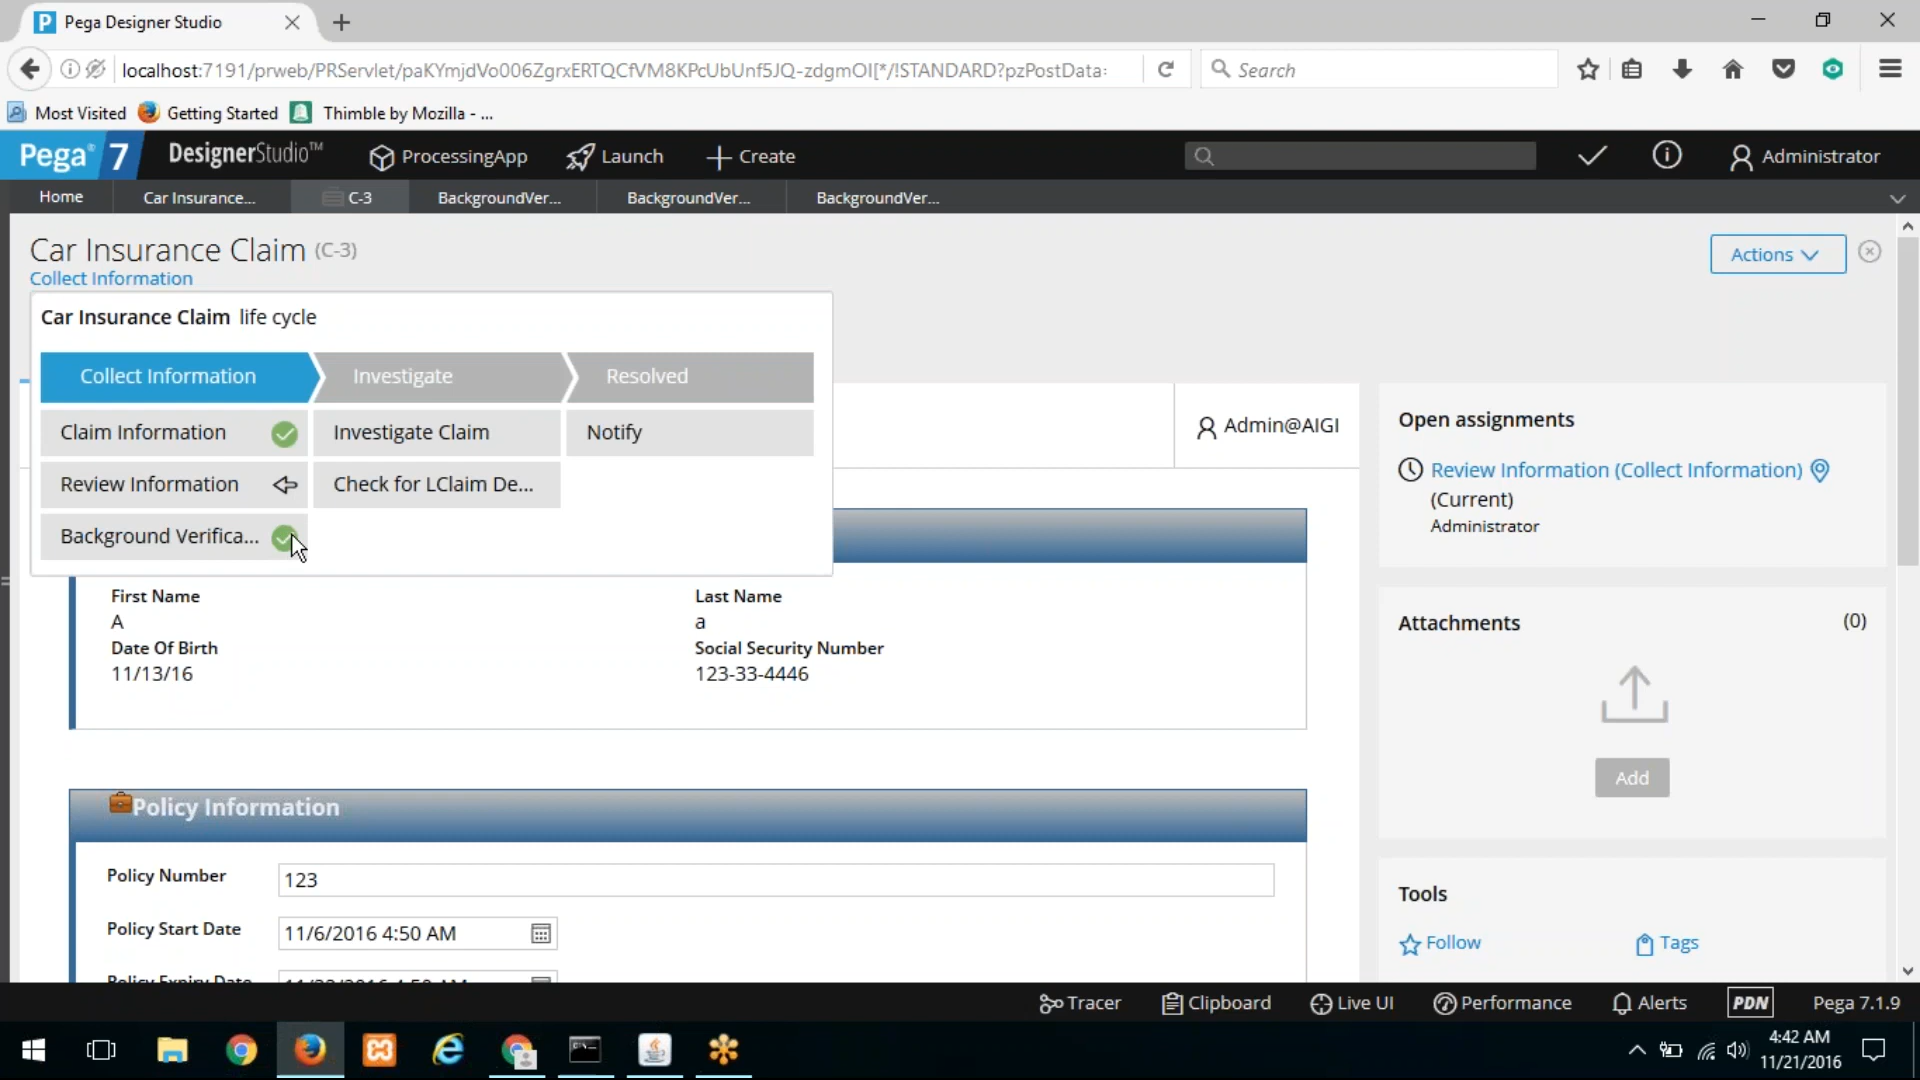 Pega Designer Studio
localhost:7191/prweb/PRServlet/paKYmjdVo006ZgrxERTQCfVM8KPcUbUnf5JQ-zdgmOI[*/!STANDARD?pzPostData:
Search
Most Visited
Getting Started
Thimble by Mozilla - ...
Pega 7
DesignerStudio™
ProcessingApp
Launch
Create
Administrator
Home
Car Insurance...
C-3
BackgroundVer...
BackgroundVer...
BackgroundVer...
Car Insurance Claim (C-3)
Actions
Collect Information
Car Insurance Claim life cycle
Collect Information
Investigate
Resolved
Claim Information
Investigate Claim
Notify
Review Information
Check for LClaim De...
Background Verifica...
Admin@AIGI
Open assignments
Review Information (Collect Information)
(Current)
Administrator
First Name
A
Last Name
a
Date Of Birth
11/13/16
Social Security Number
123-33-4446
Attachments
(0)
Add
Policy Information
Policy Number
123
Policy Start Date
11/6/2016 4:50 AM
Policy Expiry Date
Tools
Follow
Tags
Tracer
Clipboard
Live UI
Performance
Alerts
PDN
Pega 7.1.9
4:42 AM
11/21/2016